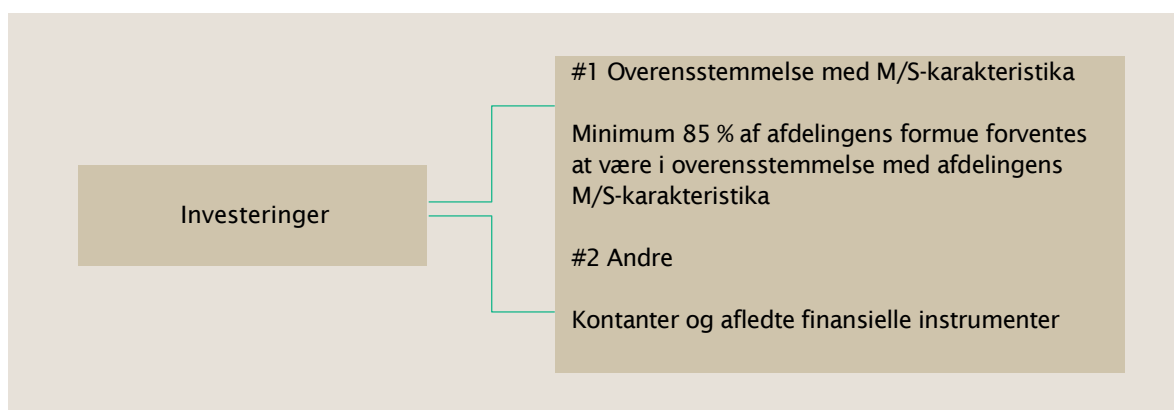 Investeringer
#1 Overensstemmelse med M/S-karakteristika
Minimum 85 % af afdelingens formue forventes
at være i overensstemmelse med afdelingens
M/S-karakteristika
#2 Andre
Kontanter og afledte finansielle instrumenter